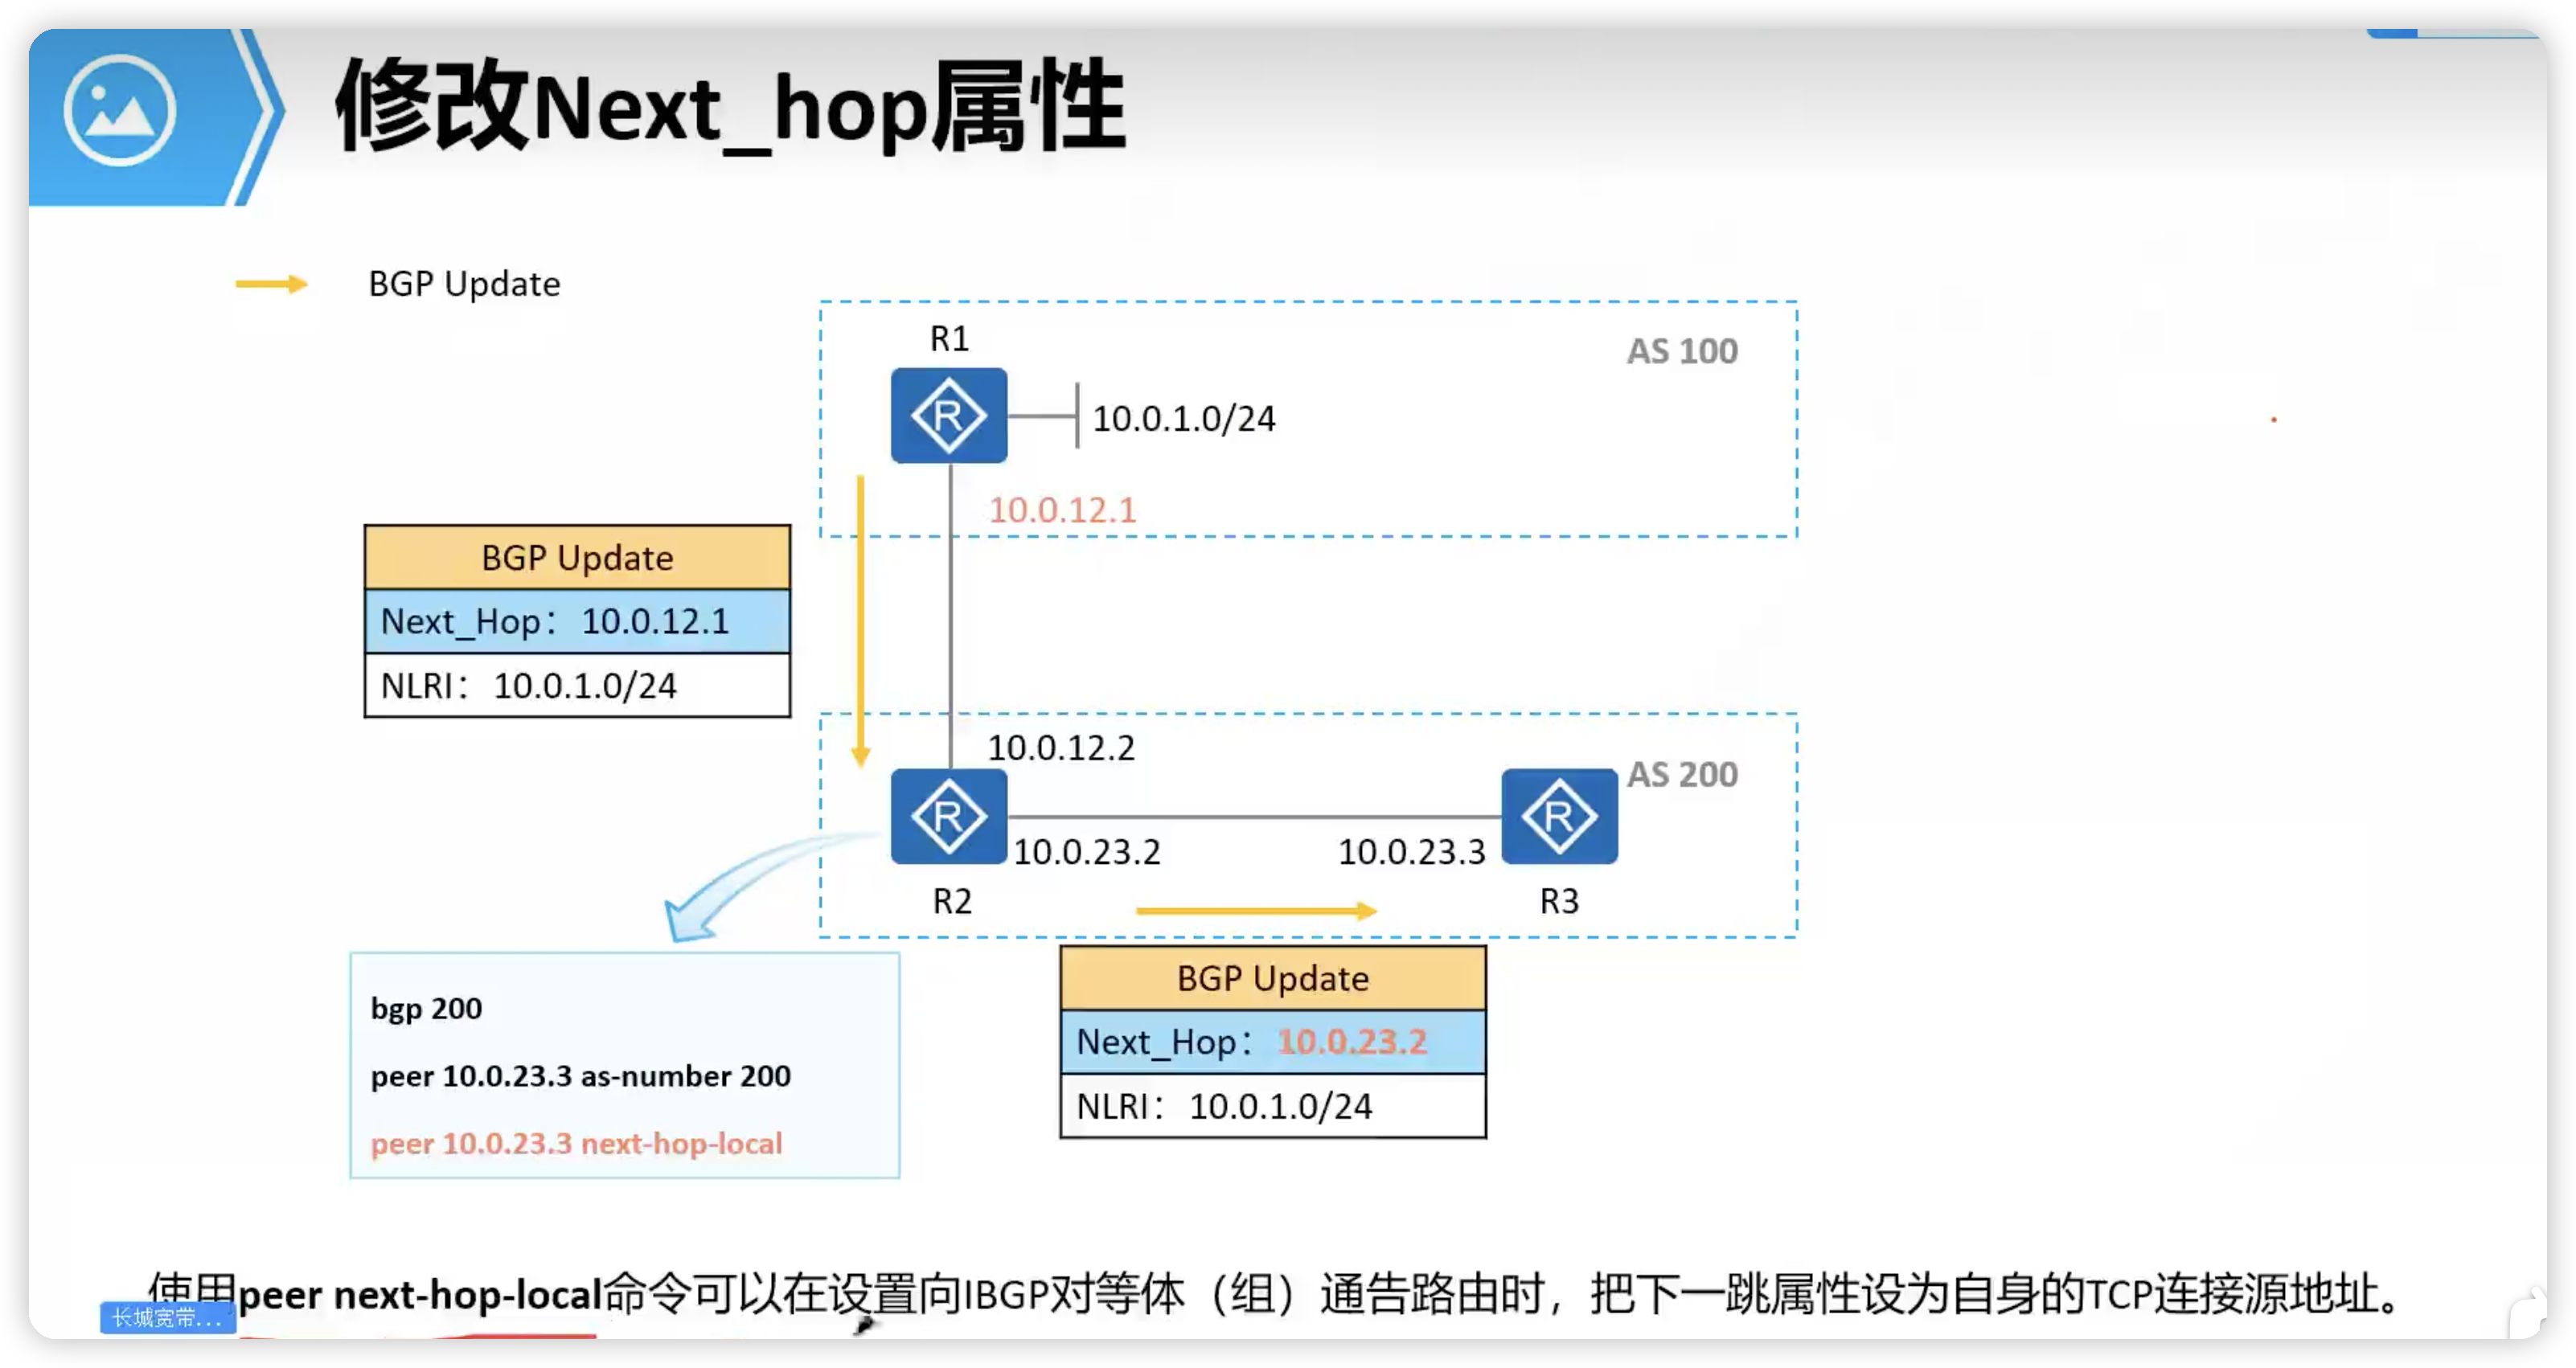 修改Next_hop属性
BGP Update
R1
AS 100
10.0.1.0/24
10.0.12.1
BGP Update
Next_Hop：10.0.12.1
NLRI：10.0.1.0/24
10.0.12.2
AS 200
10.0.23.2
10.0.23.3
R2
R3
bgp 200
peer 10.0.23.3 as-number 200
peer 10.0.23.3 next-hop-local
BGP Update
Next_Hop：10.0.23.2
NLRI：10.0.1.0/24
使用peer next-hop-local命令可以在设置向IBGP对等体（组）通告路由时，把下一跳属性设为自身的TCP连接源地址。
长城宽带...